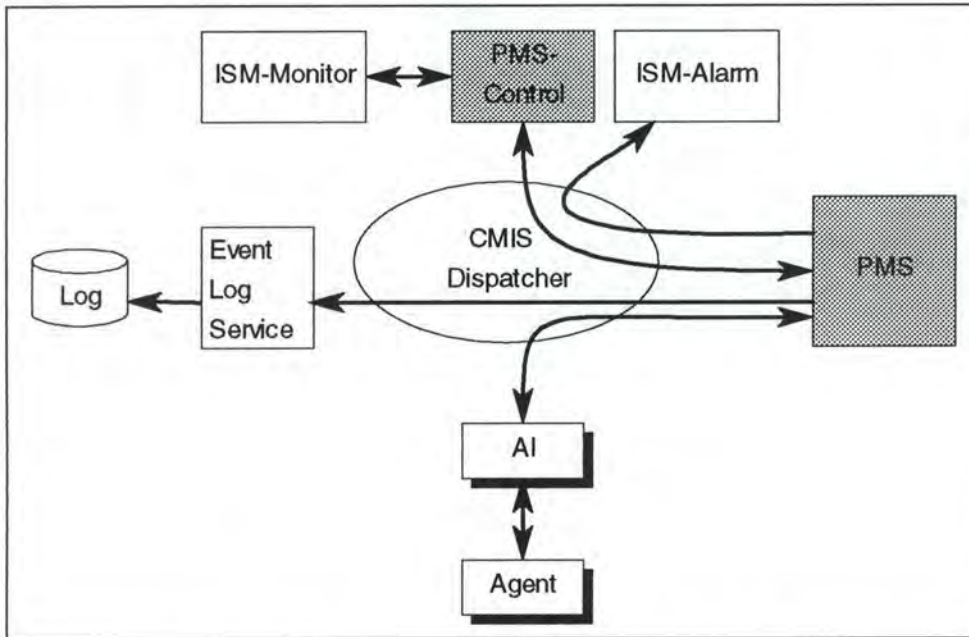 ISM-Monitor
PMS-
Control
ISM-Alarm
CMIS
Dispatcher
PMS
Event
Log
Service
Log
AI
Agent